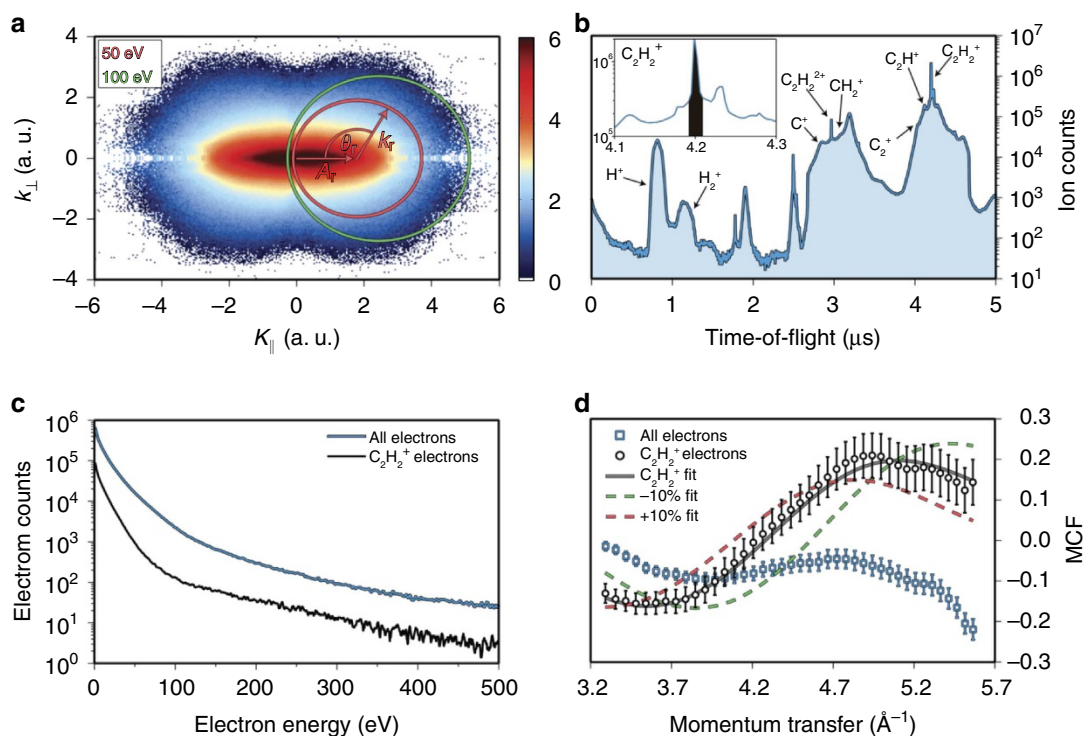 a
50 eV
100 eV
4
2
0
−2
−4
k⊥ (a. u.)
θr
kr
Ar
−6 −4 −2 0 2 4 6
K∥ (a. u.)
6
4
2
0
b
C2H2+
10^6
10^5
4.1 4.2 4.3
H+
H2+
C+
C2H2^2+
CH2+
C2+
C2H+
C2H2+
10^7
10^6
10^5
10^4
10^3
10^2
10^1
Ion counts
0 1 2 3 4 5
Time-of-flight (μs)
c
All electrons
C2H2+ electrons
10^6
10^5
10^4
10^3
10^2
10^1
10^0
Electrom counts
0 100 200 300 400 500
Electron energy (eV)
d
All electrons
C2H2+ electrons
C2H2+ fit
−10% fit
+10% fit
0.3
0.2
0.1
0.0
−0.1
−0.2
−0.3
MCF
3.2 3.7 4.2 4.7 5.2 5.7
Momentum transfer (Å−1)